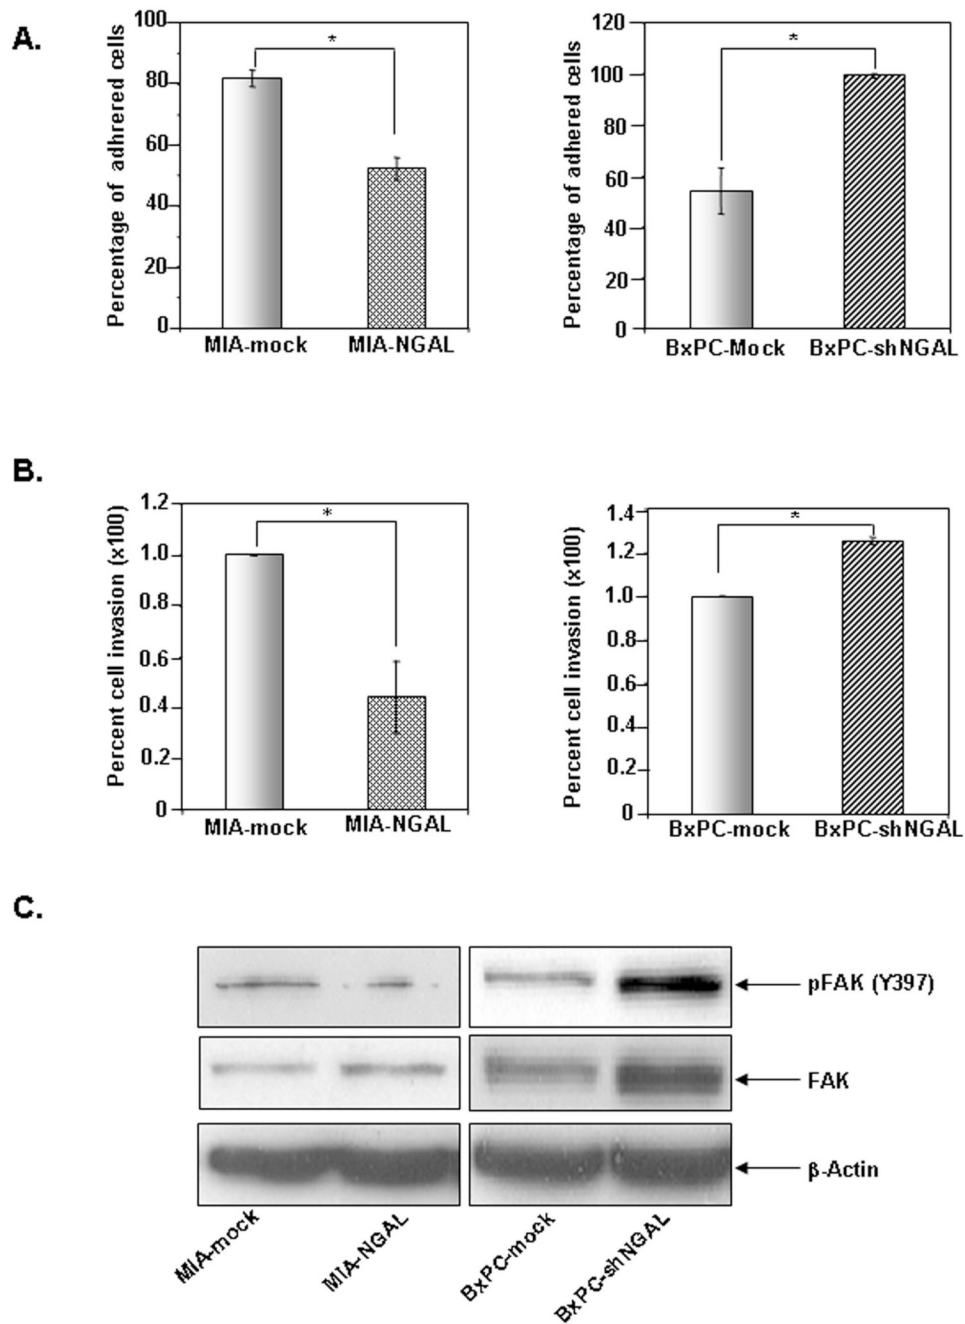 A.
Percentage of adhrered cells
100
80
60
40
20
0
*
MIA-mock MIA-NGAL
Percentage of adhered cells
120
100
120
80
60
40
20
0
*
BxPC-Mock BxPC-shNGAL
B.
Percent cell invasion (x100)
1.2
1.0
0.8
0.6
0.4
0.2
0
*
MIA-mock MIA-NGAL
Percent cell invasion (x100)
1.4
1.2
1.0
0.8
0.6
0.4
0.2
0
*
BxPC-mock BxPC-shNGAL
C.
pFAK (Y397)
FAK
β-Actin
MIA-mock
MIA-NGAL
BxPC-mock
BxPC-shNGAL